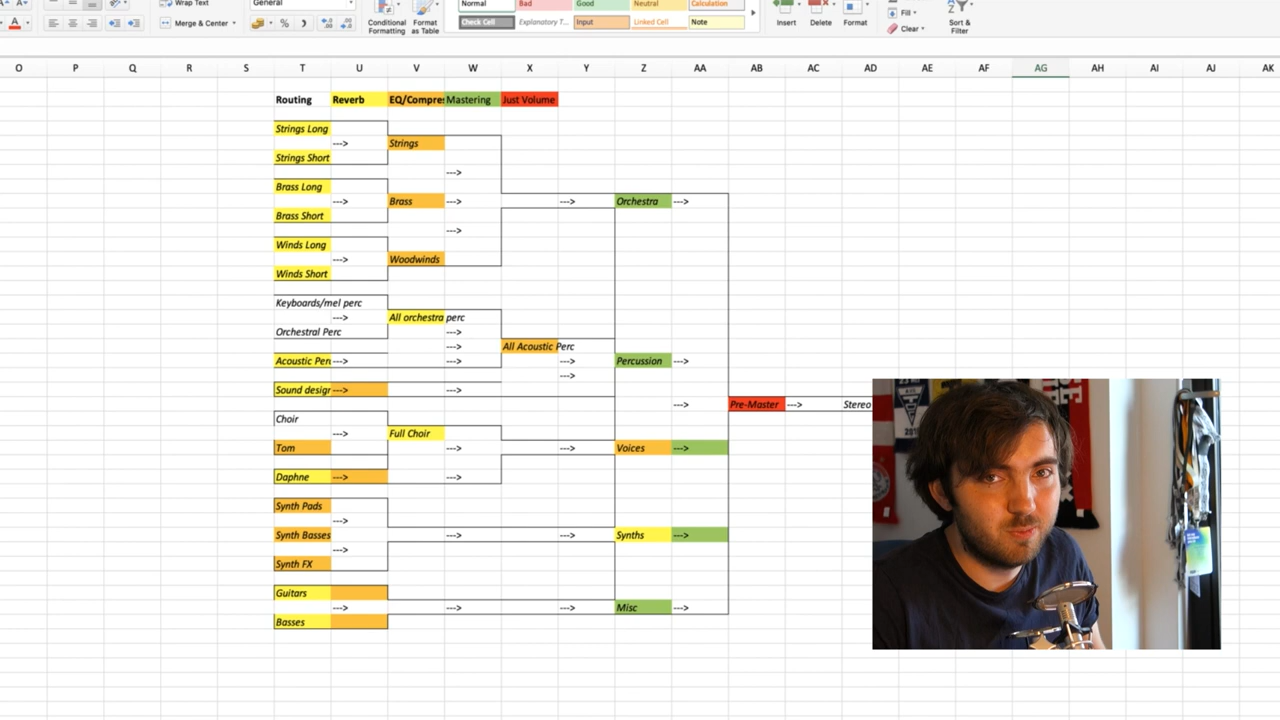 Wrap Text General Normal Bad Good Neutral Calculation
Merge & Center % Conditional Formatting Format as Table Check Cell Explanatory T... Input Linked Cell Note Insert Delete Format Fill Clear Sort & Filter
O P Q R S T U V W X Y Z AA AB AC AD AE AF AG AH AI AJ AK
Routing Reverb EQ/Compres Mastering Just Volume
Strings Long
---> Strings
Strings Short
--->
Brass Long
---> Brass ---> ---> Orchestra --->
Brass Short
--->
Winds Long
---> Woodwinds
Winds Short
Keyboards/mel perc
---> All orchestra perc
Orchestral Perc --->
---> All Acoustic Perc
Acoustic Perc ---> ---> ---> Percussion --->
--->
Sound design ---> --->
---> Pre-Master ---> Stereo
Choir
---> Full Choir
Tom ---> ---> Voices --->
Daphne ---> --->
Synth Pads
--->
Synth Basses ---> ---> Synths --->
--->
Synth FX
Guitars
---> ---> ---> Misc --->
Basses